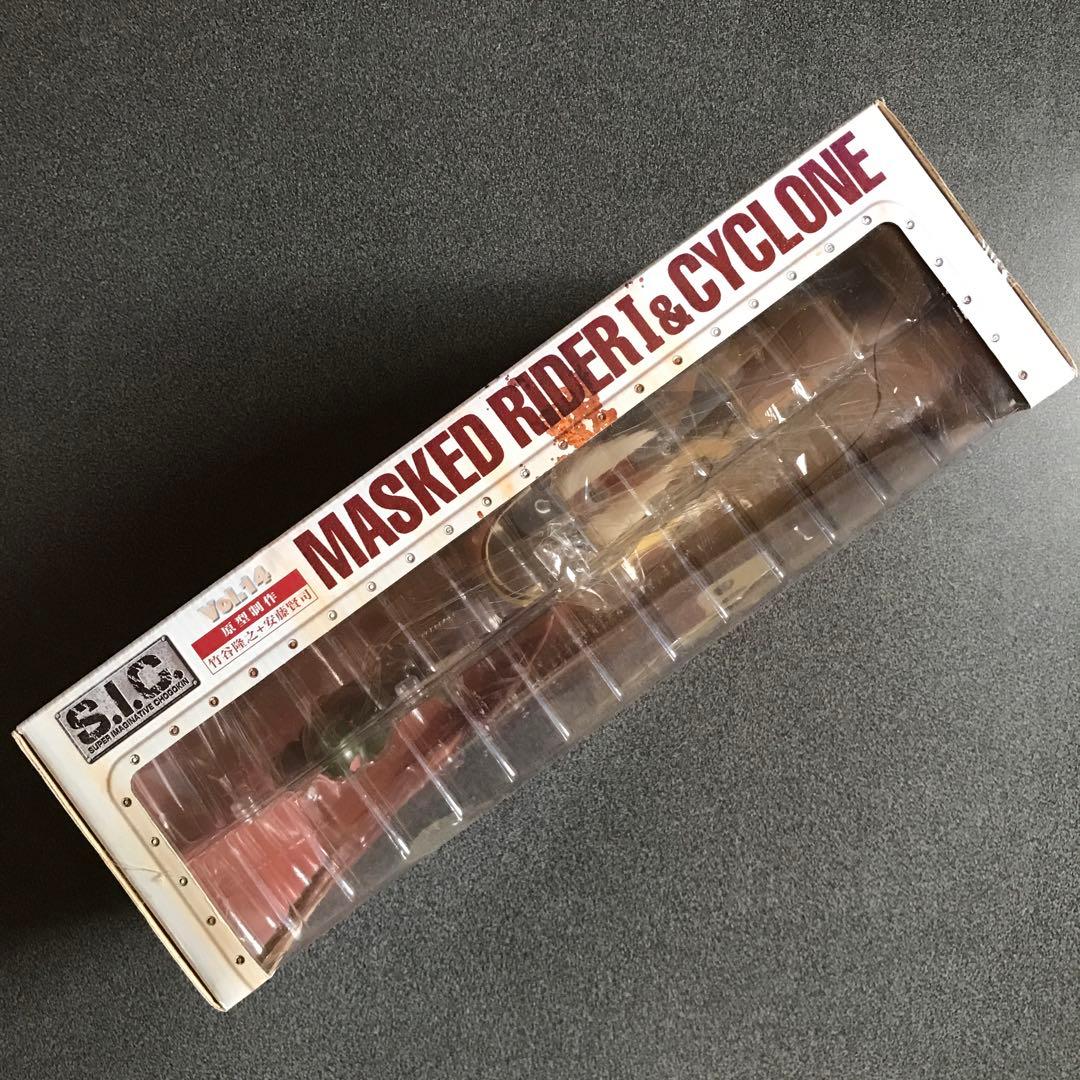 MASKED RIDER I & CYCLONE
Vol.14
原型制作
竹谷隆之+安藤賢司
S.I.C.
SUPER IMAGINATIVE CHOGOKIN